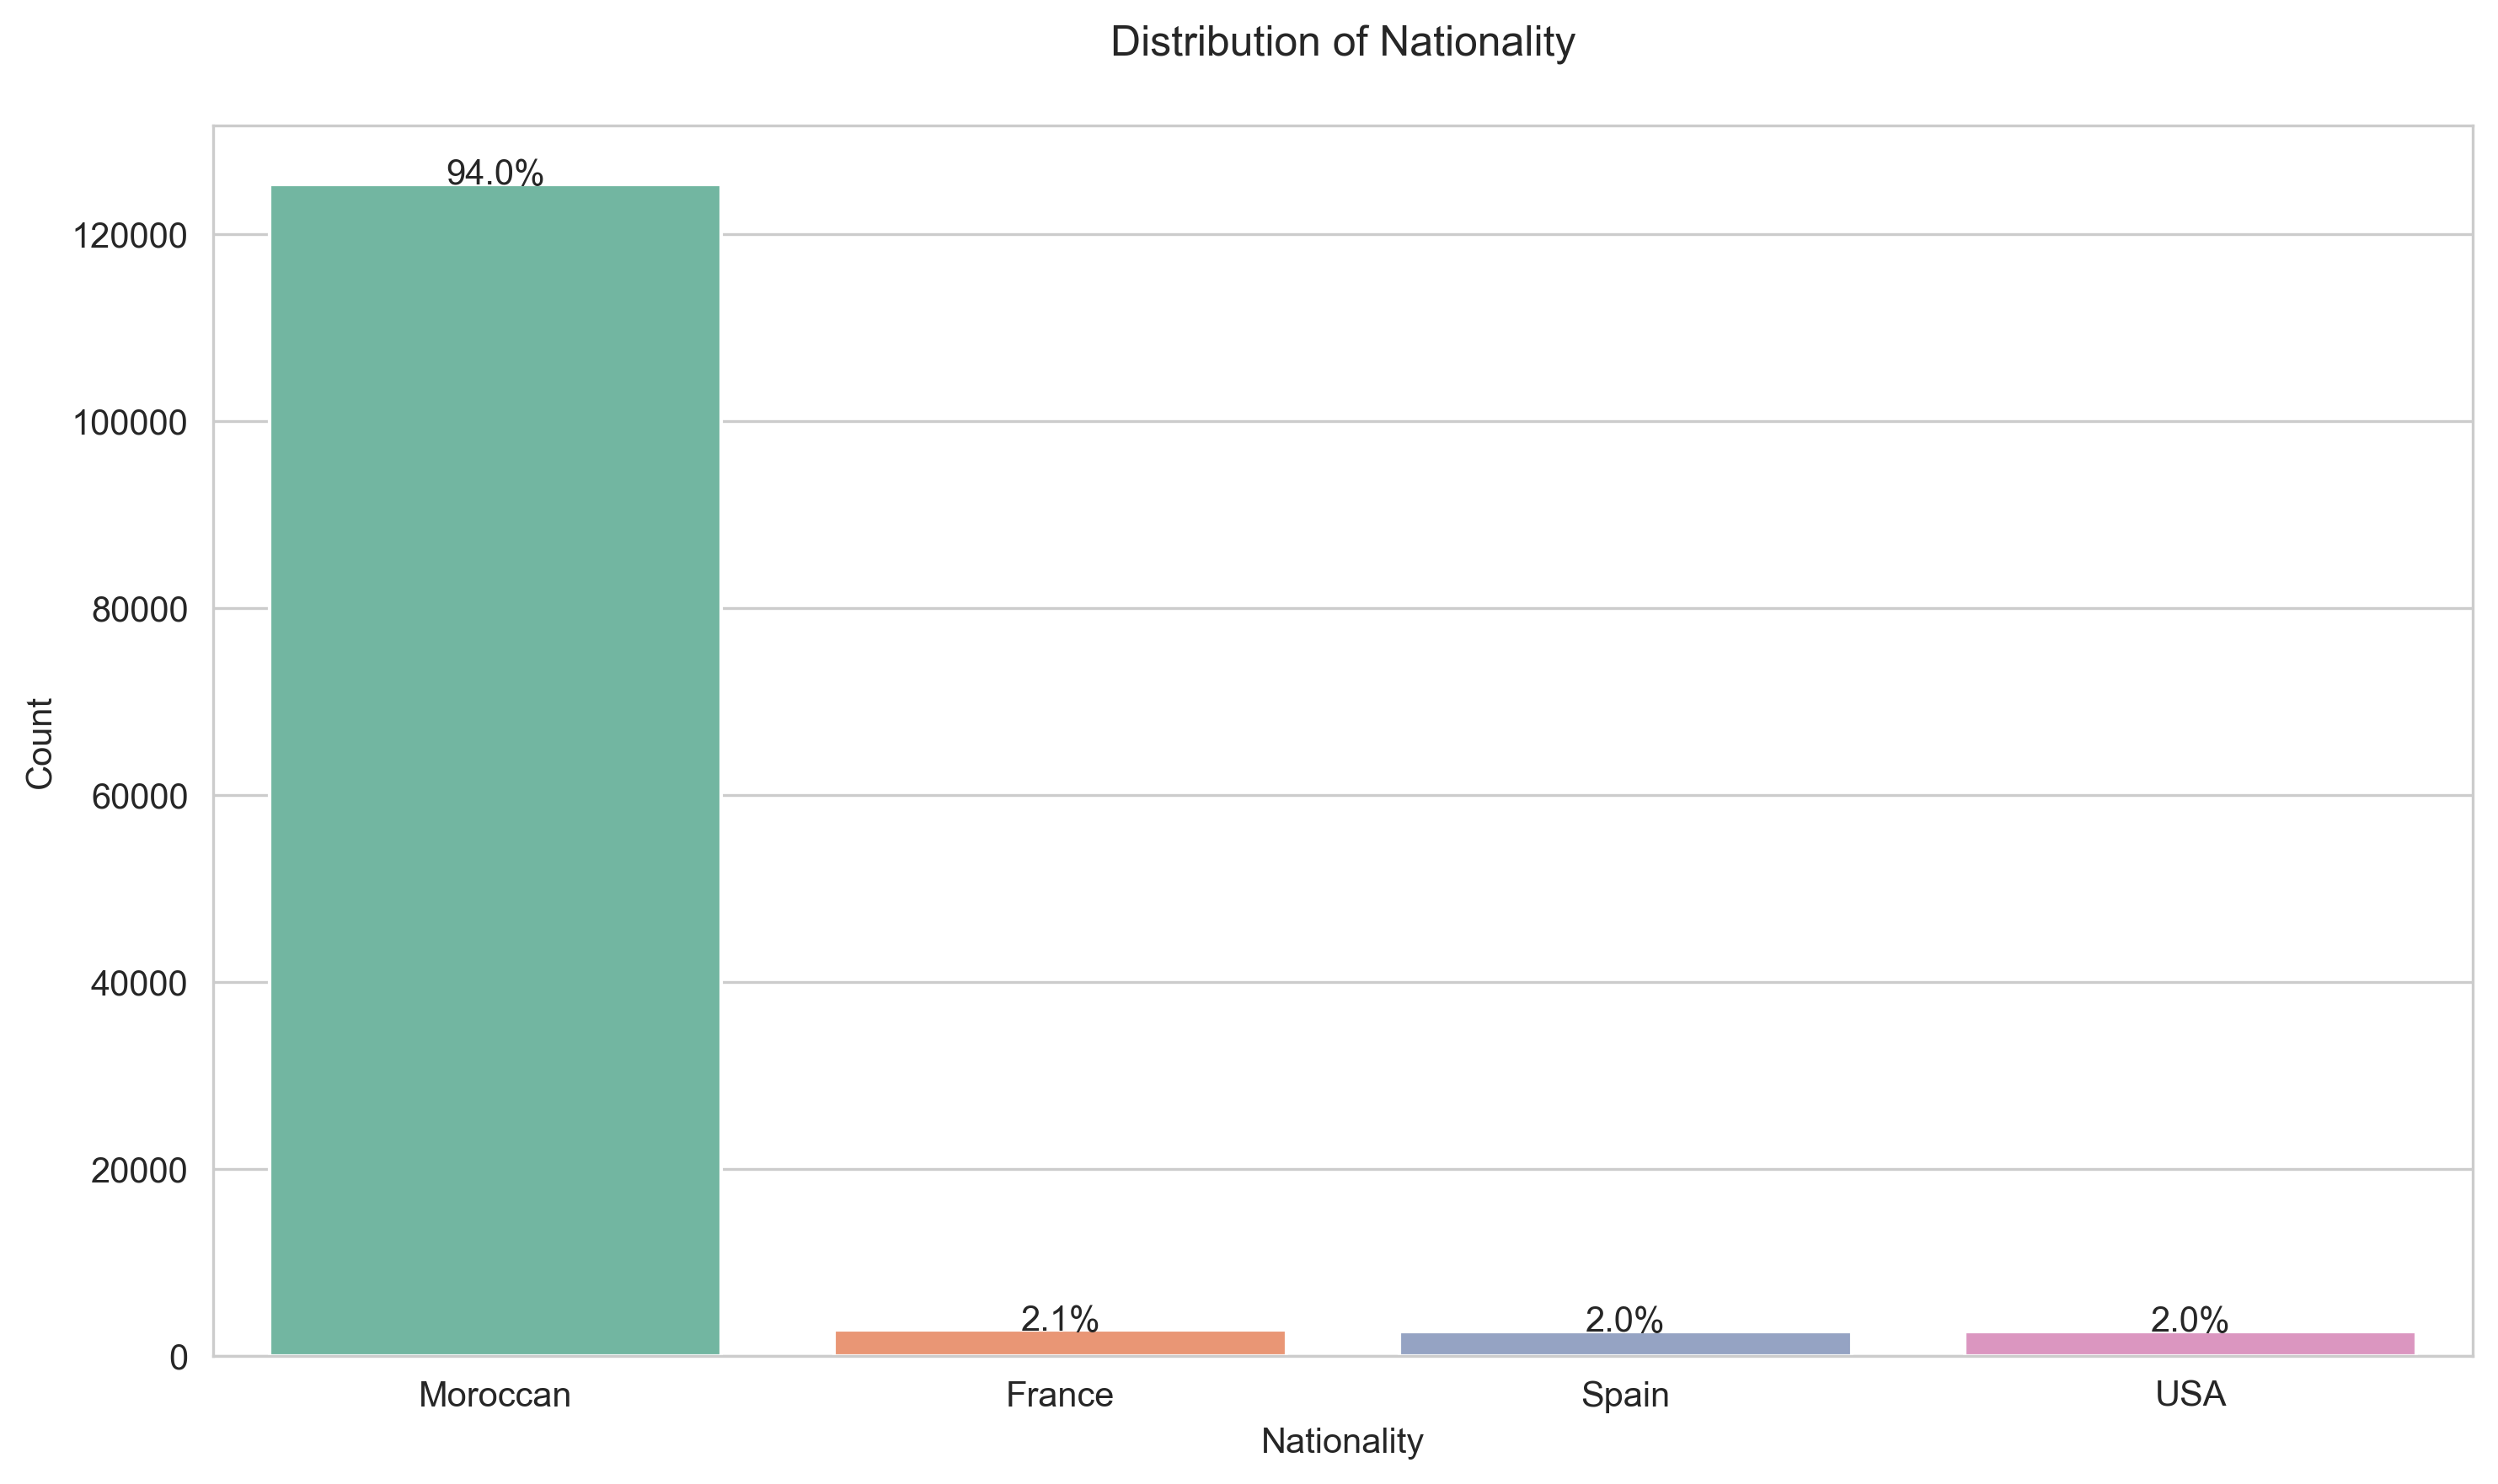 Distribution of Nationality
94.0%
120000
100000
80000
60000
40000
20000
0
Count
2.1%
2.0%
2.0%
Moroccan
France
Spain
USA
Nationality